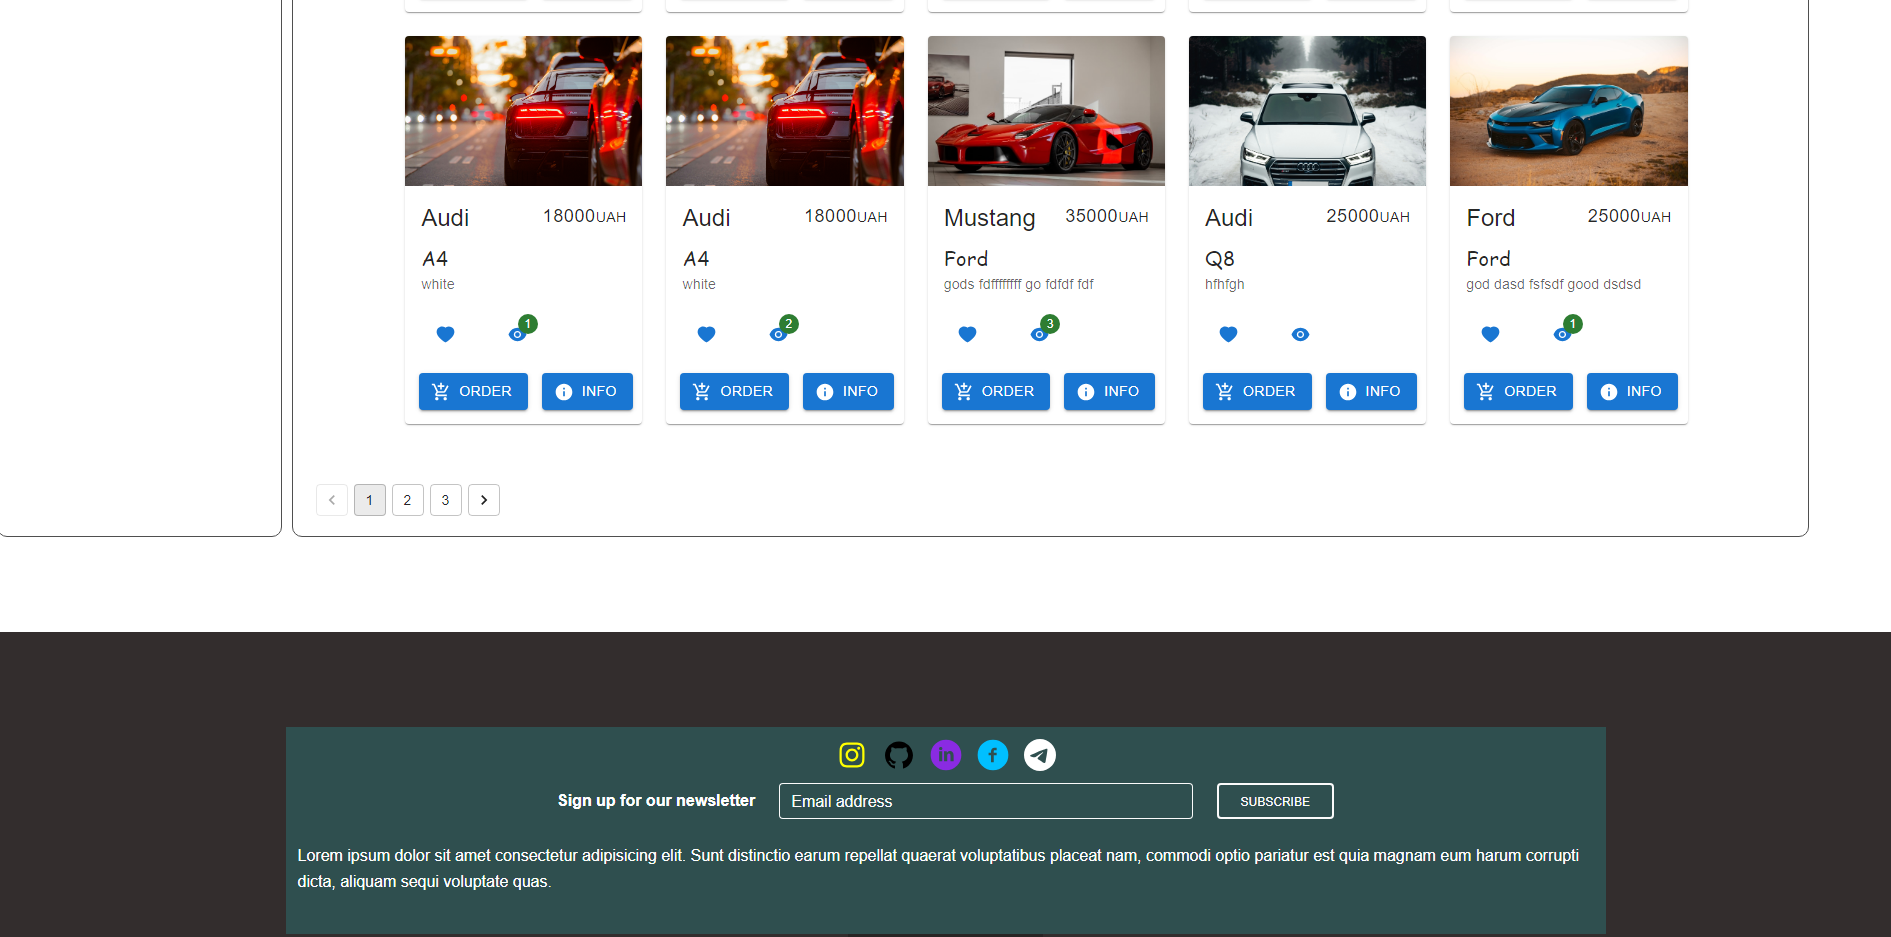 Audi 18000UAH
A4
white
1
ORDER INFO
Audi 18000UAH
A4
white
2
ORDER INFO
Mustang 35000UAH
Ford
gods fdffffffff go fdfdf fdf
3
ORDER INFO
Audi 25000UAH
Q8
hfhfgh
ORDER INFO
Ford 25000UAH
Ford
god dasd fsfsdf good dsdsd
1
ORDER INFO
1 2 3
Sign up for our newsletter Email address SUBSCRIBE
Lorem ipsum dolor sit amet consectetur adipisicing elit. Sunt distinctio earum repellat quaerat voluptatibus placeat nam, commodi optio pariatur est quia magnam eum harum corrupti
dicta, aliquam sequi voluptate quas.